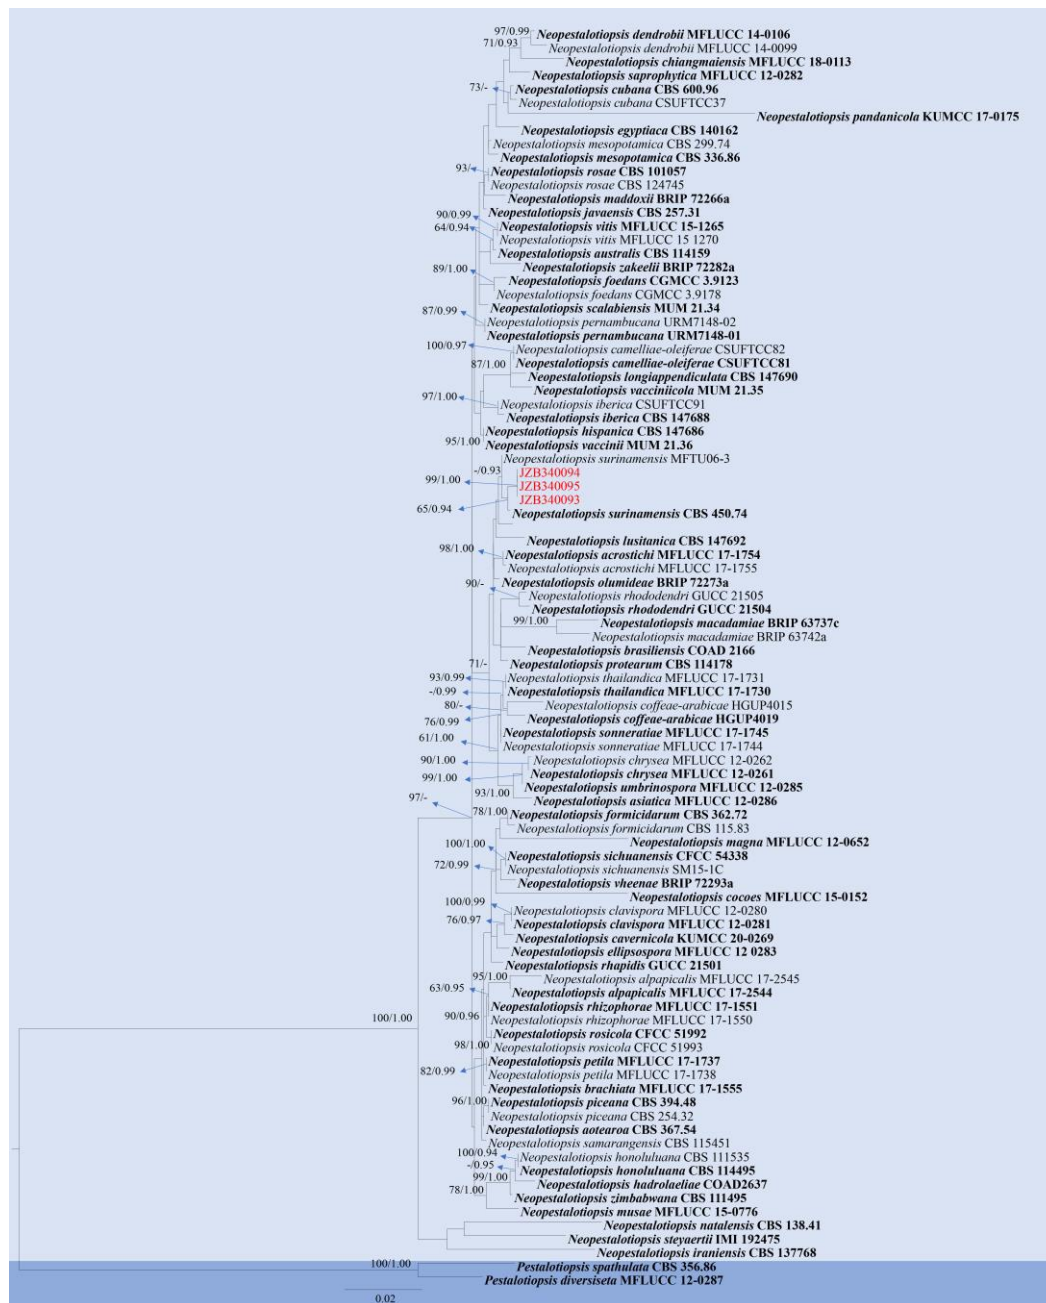 97/0.99
Neopestalotiopsis dendrobii MFLUCC 14-0106
71/0.93
Neopestalotiopsis dendrobii MFLUCC 14-0099
Neopestalotiopsis chiangmaiensis MFLUCC 18-0113
Neopestalotiopsis saprophytica MFLUCC 12-0282
73/-
Neopestalotiopsis cubana CBS 600.96
Neopestalotiopsis cubana CSUFTCC37
Neopestalotiopsis pandanicola KUMCC 17-0175
Neopestalotiopsis egyptiaca CBS 140162
Neopestalotiopsis mesopotamica CBS 299.74
Neopestalotiopsis mesopotamica CBS 336.86
93/-
Neopestalotiopsis rosae CBS 101057
Neopestalotiopsis rosae CBS 124745
Neopestalotiopsis maddoxii BRIP 72266a
Neopestalotiopsis javaensis CBS 257.31
90/0.99
Neopestalotiopsis vitis MFLUCC 15-1265
64/0.94
Neopestalotiopsis vitis MFLUCC 15 1270
Neopestalotiopsis australis CBS 114159
Neopestalotiopsis zakeelii BRIP 72282a
89/1.00
Neopestalotiopsis foedans CGMCC 3.9123
Neopestalotiopsis foedans CGMCC 3.9178
Neopestalotiopsis scalabiensis MUM 21.34
87/0.99
Neopestalotiopsis pernambucana URM7148-02
Neopestalotiopsis pernambucana URM7148-01
100/0.97
Neopestalotiopsis camelliae-oleiferae CSUFTCC82
87/1.00
Neopestalotiopsis camelliae-oleiferae CSUFTCC81
Neopestalotiopsis longiappendiculata CBS 147690
Neopestalotiopsis vacciniicola MUM 21.35
97/1.00
Neopestalotiopsis iberica CSUFTCC91
Neopestalotiopsis iberica CBS 147688
Neopestalotiopsis hispanica CBS 147686
95/1.00
Neopestalotiopsis vaccinii MUM 21.36
Neopestalotiopsis surinamensis MFTU06-3
-/0.93
JZB340094
99/1.00
JZB340095
JZB340093
65/0.94
Neopestalotiopsis surinamensis CBS 450.74
Neopestalotiopsis lusitanica CBS 147692
98/1.00
Neopestalotiopsis acrostichi MFLUCC 17-1754
Neopestalotiopsis acrostichi MFLUCC 17-1755
Neopestalotiopsis olumideae BRIP 72273a
90/-
Neopestalotiopsis rhododendri GUCC 21505
Neopestalotiopsis rhododendri GUCC 21504
99/1.00
Neopestalotiopsis macadamiae BRIP 63737c
Neopestalotiopsis macadamiae BRIP 63742a
Neopestalotiopsis brasiliensis COAD 2166
71/-
Neopestalotiopsis protearum CBS 114178
93/0.99
Neopestalotiopsis thailandica MFLUCC 17-1731
-/0.99
Neopestalotiopsis thailandica MFLUCC 17-1730
80/-
Neopestalotiopsis coffeae-arabicae HGUP4015
76/0.99
Neopestalotiopsis coffeae-arabicae HGUP4019
Neopestalotiopsis sonneratiae MFLUCC 17-1745
61/1.00
Neopestalotiopsis sonneratiae MFLUCC 17-1744
90/1.00
Neopestalotiopsis chrysea MFLUCC 12-0262
99/1.00
Neopestalotiopsis chrysea MFLUCC 12-0261
Neopestalotiopsis umbrinospora MFLUCC 12-0285
93/1.00
Neopestalotiopsis asiatica MFLUCC 12-0286
97/-
78/1.00
Neopestalotiopsis formicidarum CBS 362.72
Neopestalotiopsis formicidarum CBS 115.83
Neopestalotiopsis magna MFLUCC 12-0652
100/1.00
Neopestalotiopsis sichuanensis CFCC 54338
72/0.99
Neopestalotiopsis sichuanensis SM15-1C
Neopestalotiopsis vheenae BRIP 72293a
Neopestalotiopsis cocoes MFLUCC 15-0152
100/0.99
Neopestalotiopsis clavispora MFLUCC 12-0280
76/0.97
Neopestalotiopsis clavispora MFLUCC 12-0281
Neopestalotiopsis cavernicola KUMCC 20-0269
Neopestalotiopsis ellipsospora MFLUCC 12 0283
Neopestalotiopsis rhapidis GUCC 21501
95/1.00
Neopestalotiopsis alpapicalis MFLUCC 17-2545
63/0.95
Neopestalotiopsis alpapicalis MFLUCC 17-2544
Neopestalotiopsis rhizophorae MFLUCC 17-1551
100/1.00
90/0.96
Neopestalotiopsis rhizophorae MFLUCC 17-1550
Neopestalotiopsis rosicola CFCC 51992
98/1.00
Neopestalotiopsis rosicola CFCC 51993
Neopestalotiopsis petila MFLUCC 17-1737
82/0.99
Neopestalotiopsis petila MFLUCC 17-1738
Neopestalotiopsis brachiata MFLUCC 17-1555
96/1.00
Neopestalotiopsis piceana CBS 394.48
Neopestalotiopsis piceana CBS 254.32
Neopestalotiopsis aotearoa CBS 367.54
Neopestalotiopsis samarangensis CBS 115451
100/0.94
Neopestalotiopsis honoluluana CBS 111535
-/0.95
Neopestalotiopsis honoluluana CBS 114495
99/1.00
Neopestalotiopsis hadrolaeliae COAD2637
78/1.00
Neopestalotiopsis zimbabwana CBS 111495
Neopestalotiopsis musae MFLUCC 15-0776
Neopestalotiopsis natalensis CBS 138.41
Neopestalotiopsis steyaertii IMI 192475
Neopestalotiopsis iraniensis CBS 137768
100/1.00
Pestalotiopsis spathulata CBS 356.86
Pestalotiopsis diversiseta MFLUCC 12-0287
0.02